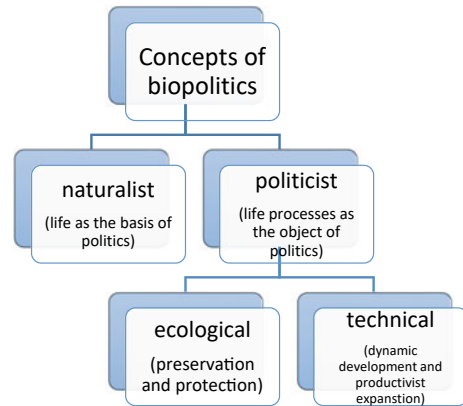 Concepts of
biopolitics
naturalist
(life as the basis of
politics)
politicist
(life processes as
the object of
politics)
ecological
(preservation
and protection)
technical
(dynamic
development and
productivist
expanstion)